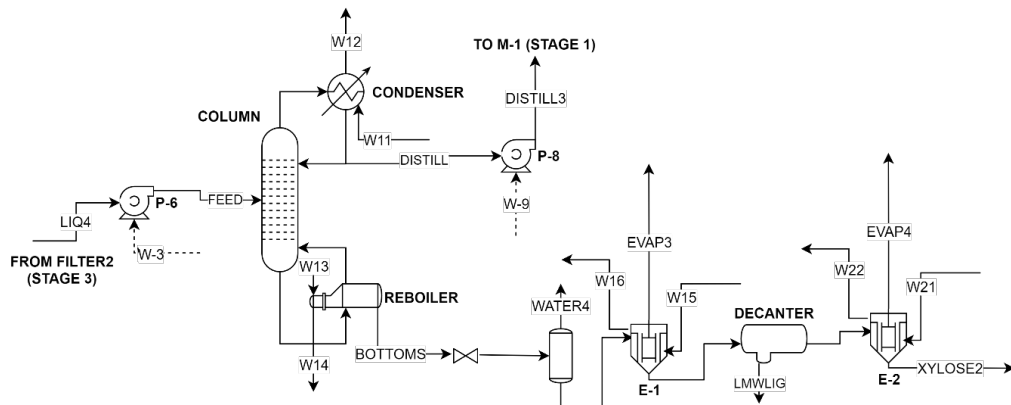 W12
TO M-1 (STAGE 1)
CONDENSER
DISTILL3
COLUMN
W11
DISTILL
P-8
P-6
FEED
LIQ4
W-9
W-3
EVAP3
EVAP4
FROM FILTER2
(STAGE 3)
W13
W16
W22
W21
REBOILER
WATER4
W15
DECANTER
BOTTOMS
W14
E-1
LMWLIG
E-2
XYLOSE2